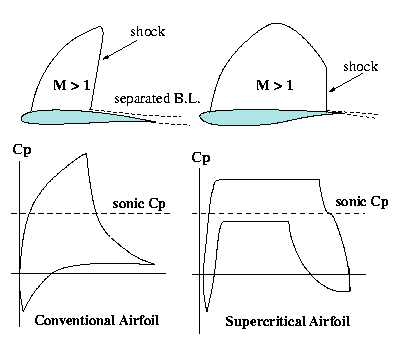 shock
M > 1
separated B.L.
M > 1
shock
Cp
sonic Cp
Conventional Airfoil
Cp
sonic Cp
Supercritical Airfoil